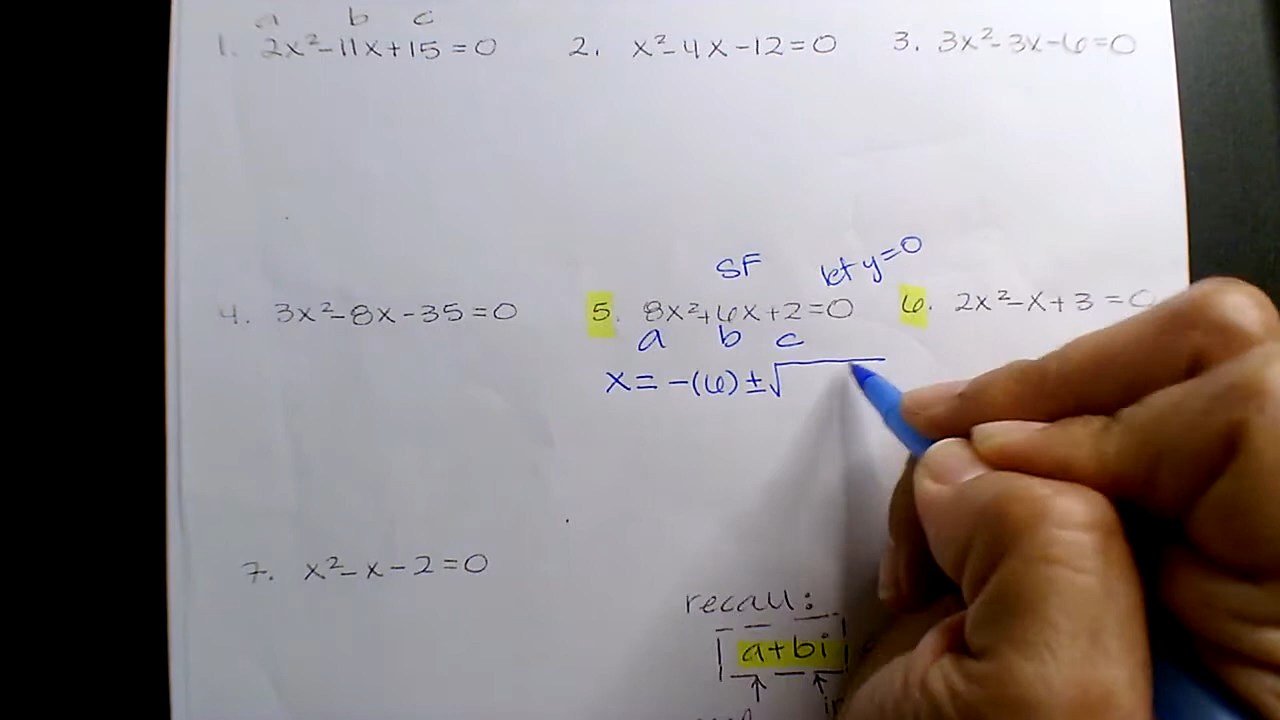 a b c
1. 2x²-11x+15=0 2. x²-4x-12=0 3. 3x²-3x-6=0
SF let y=0
4. 3x²-8x-35=0 5. 8x²+6x+2=0 6. 2x²-x+3=0
a b c
x = -(6) ±√
7. x²-x-2=0
recall:
a+bi